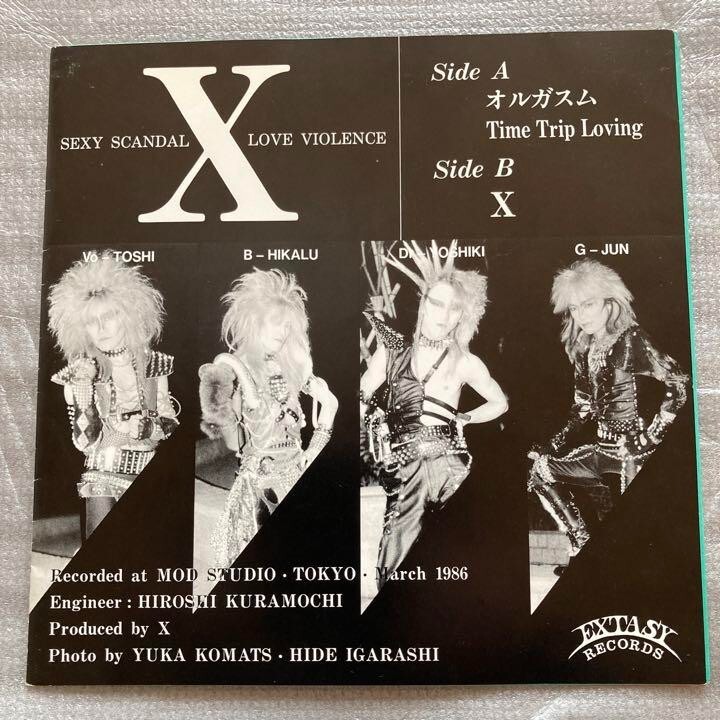 X
SEXY SCANDAL LOVE VIOLENCE
Side A
オルガスム
Time Trip Loving
Side B
X
Vo – TOSHI
B – HIKALU
Dr – YOSHIKI
G – JUN
Recorded at MOD STUDIO · TOKYO · March 1986
Engineer : HIROSHI KURAMOCHI
Produced by X
Photo by YUKA KOMATS · HIDE IGARASHI
EXTASY
RECORDS